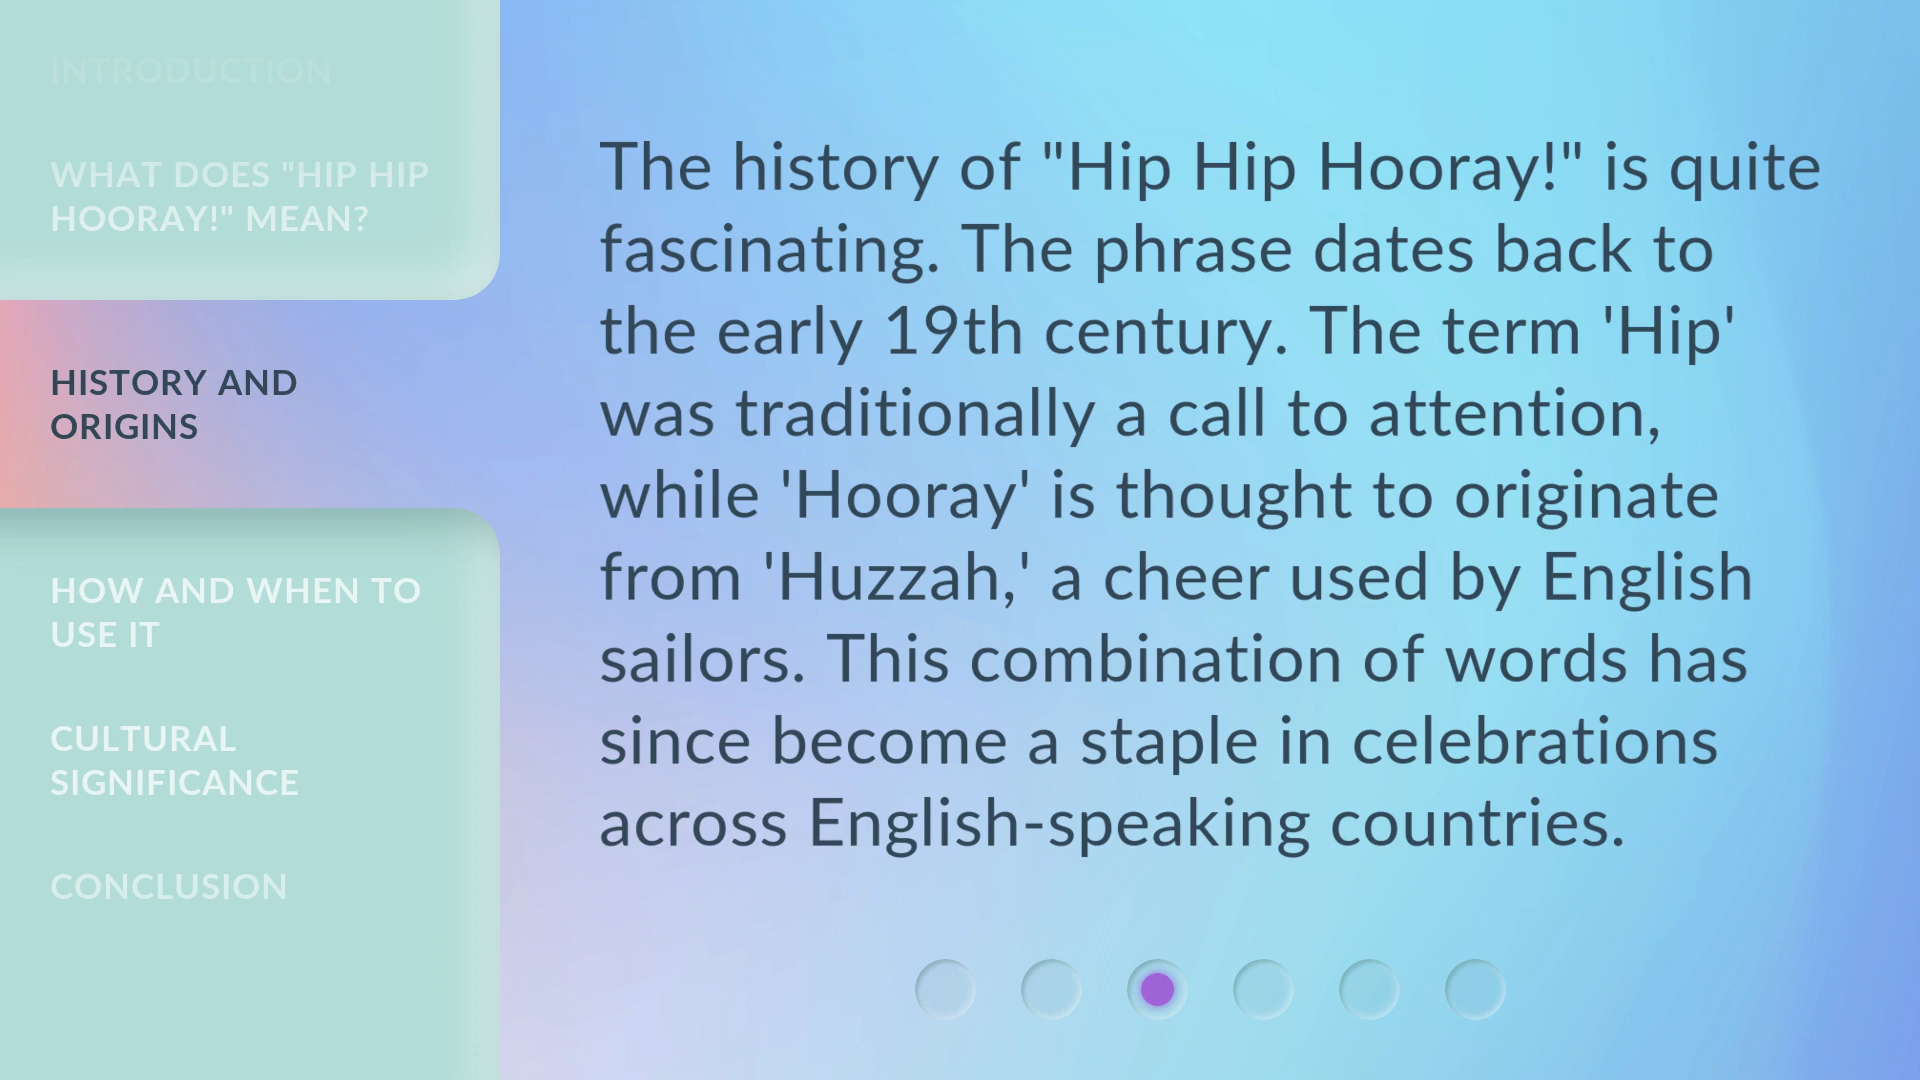 INTRODUCTION
WHAT DOES "HIP HIP
HOORAY!" MEAN?
HISTORY AND
ORIGINS
HOW AND WHEN TO
USE IT
CULTURAL
SIGNIFICANCE
CONCLUSION
The history of "Hip Hip Hooray!" is quite
fascinating. The phrase dates back to
the early 19th century. The term 'Hip'
was traditionally a call to attention,
while 'Hooray' is thought to originate
from 'Huzzah,' a cheer used by English
sailors. This combination of words has
since become a staple in celebrations
across English-speaking countries.